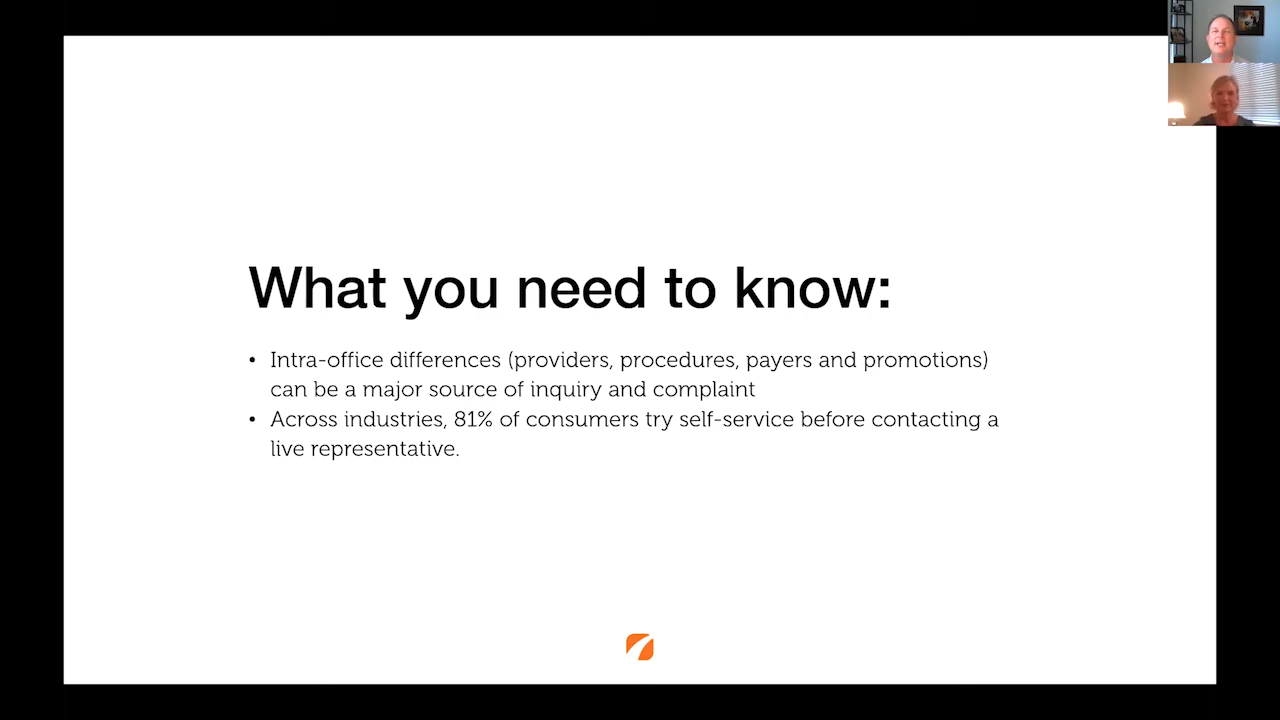 What you need to know:
• Intra-office differences (providers, procedures, payers and promotions)
can be a major source of inquiry and complaint
• Across industries, 81% of consumers try self-service before contacting a
live representative.